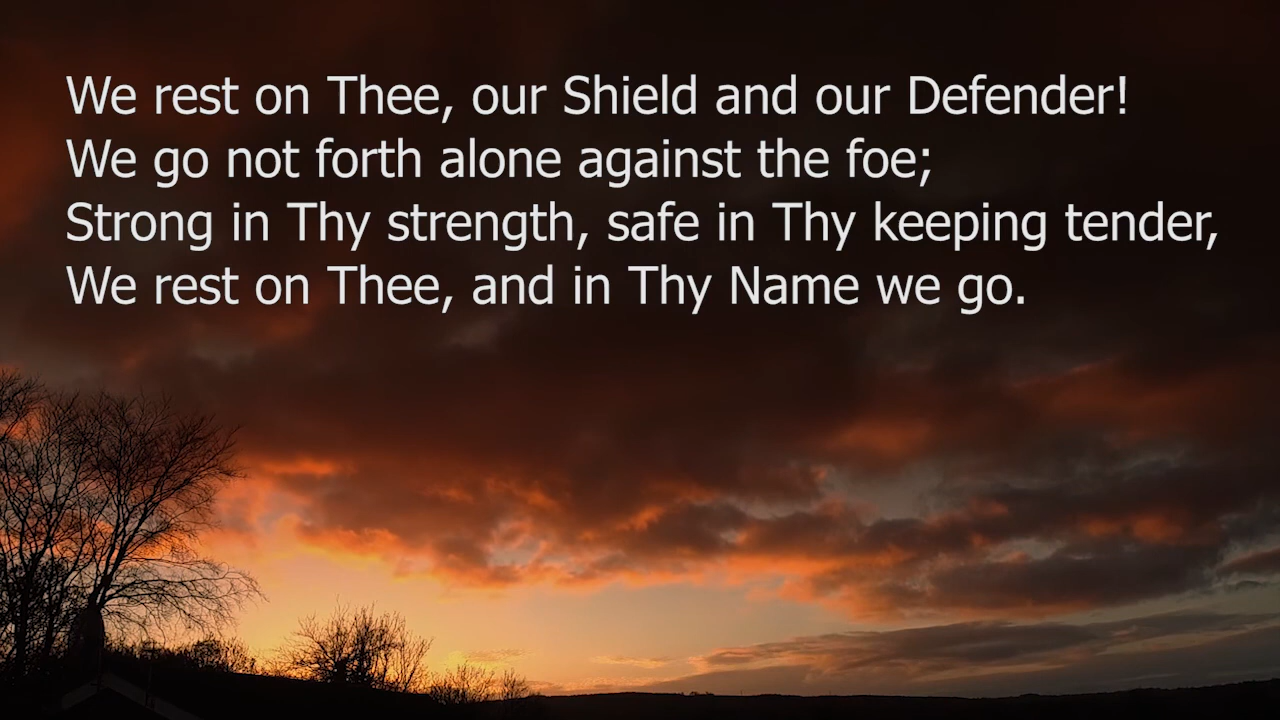 We rest on Thee, our Shield and our Defender!
We go not forth alone against the foe;
Strong in Thy strength, safe in Thy keeping tender,
We rest on Thee, and in Thy Name we go.